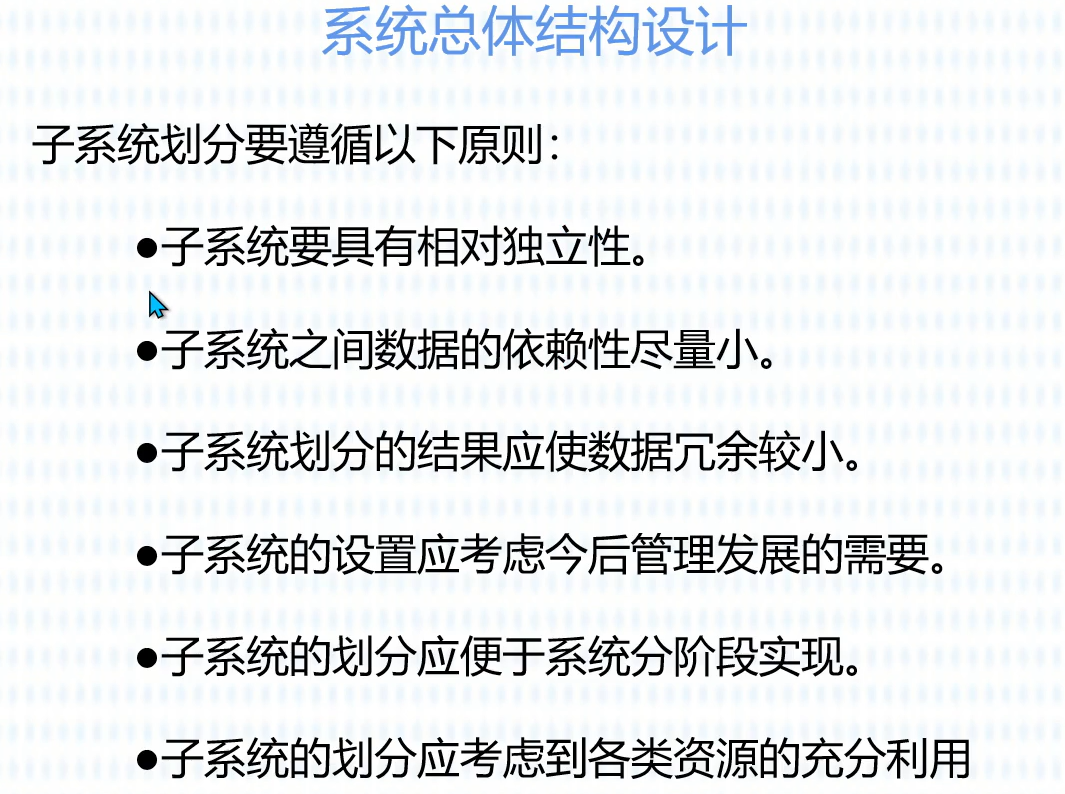 系统总体结构设计
子系统划分要遵循以下原则：
●子系统要具有相对独立性。
●子系统之间数据的依赖性尽量小。
●子系统划分的结果应使数据冗余较小。
●子系统的设置应考虑今后管理发展的需要。
●子系统的划分应便于系统分阶段实现。
●子系统的划分应考虑到各类资源的充分利用